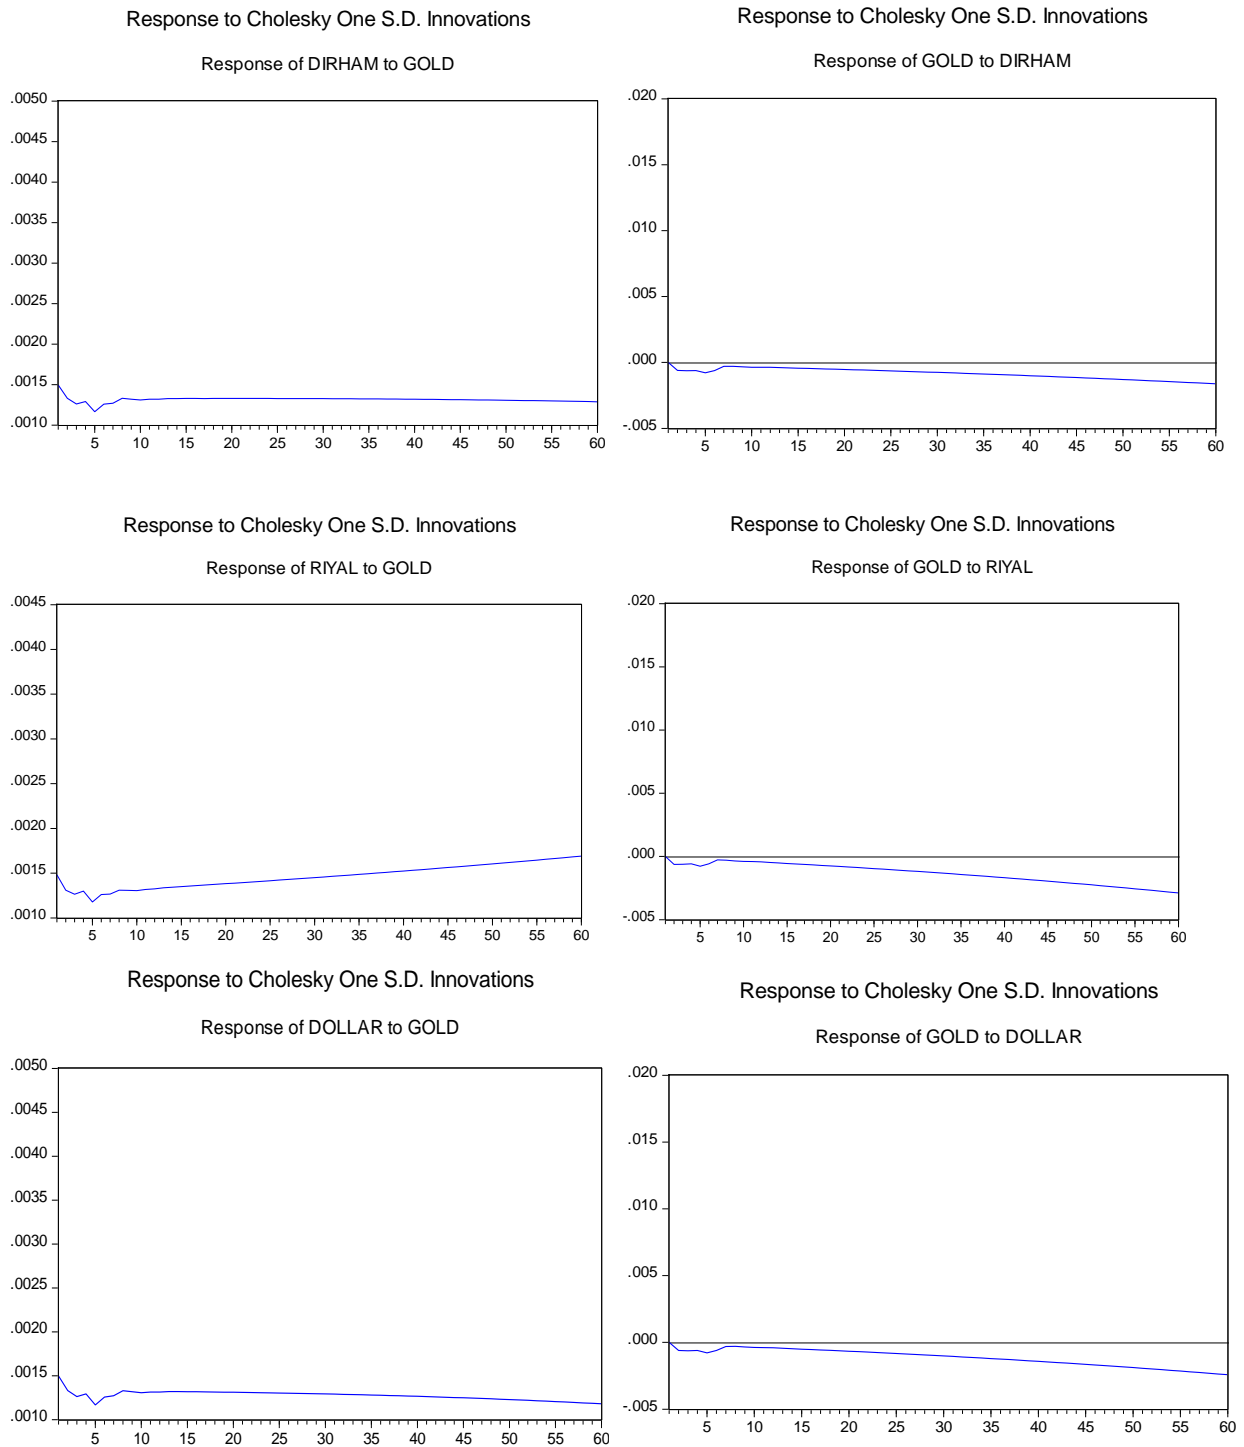 Response to Cholesky One S.D. Innovations
Response of DIRHAM to GOLD
.0050
.0045
.0040
.0035
.0030
.0025
.0020
.0015
.0010
5 10 15 20 25 30 35 40 45 50 55 60
Response to Cholesky One S.D. Innovations
Response of GOLD to DIRHAM
.020
.015
.010
.005
.000
-.005
5 10 15 20 25 30 35 40 45 50 55 60
Response to Cholesky One S.D. Innovations
Response of RIYAL to GOLD
.0045
.0040
.0035
.0030
.0025
.0020
.0015
.0010
5 10 15 20 25 30 35 40 45 50 55 60
Response to Cholesky One S.D. Innovations
Response of GOLD to RIYAL
.020
.015
.010
.005
.000
-.005
5 10 15 20 25 30 35 40 45 50 55 60
Response to Cholesky One S.D. Innovations
Response of DOLLAR to GOLD
.0050
.0045
.0040
.0035
.0030
.0025
.0020
.0015
.0010
5 10 15 20 25 30 35 40 45 50 55 60
Response to Cholesky One S.D. Innovations
Response of GOLD to DOLLAR
.020
.015
.010
.005
.000
-.005
5 10 15 20 25 30 35 40 45 50 55 60